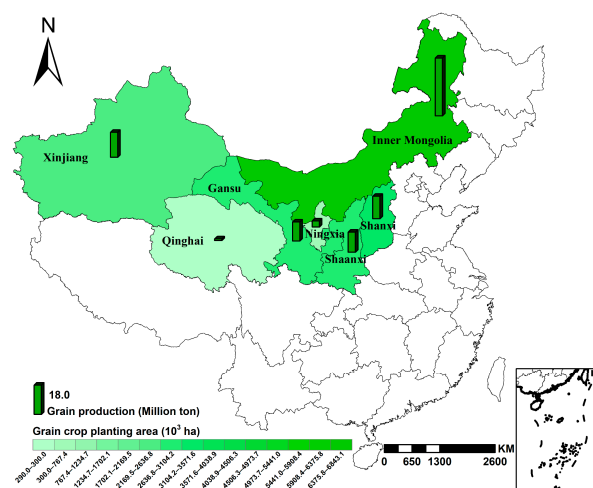 N
Xinjiang
Inner Mongolia
Gansu
Qinghai
Ningxia
Shanxi
Shaanxi
18.0
Grain production (Million ton)
Grain crop planting area (10³ ha)
290.0–300.0
300.0–767.4
767.4–1234.7
1234.7–1702.1
1702.1–2169.5
2169.5–2636.8
2636.8–3104.2
3104.2–3571.6
3571.6–4038.9
4038.9–4506.3
4506.3–4973.7
4973.7–5441.0
5441.0–5908.4
5908.4–6375.8
6375.8–6843.1
KM
0 650 1300 2600